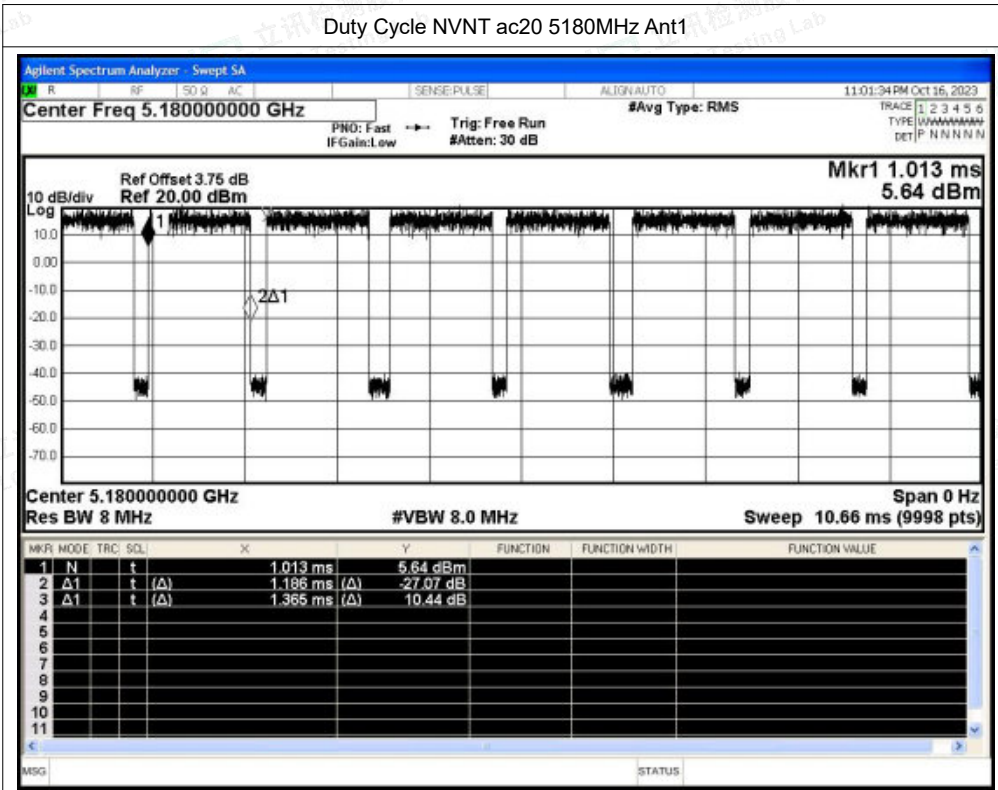 Duty Cycle NVNT ac20 5180MHz Ant1
Agilent Spectrum Analyzer - Swept SA
LXI R RF 50 Ω AC SENSE:PULSE ALIGN AUTO 11:01:34 PM Oct 16, 2023
Center Freq 5.180000000 GHz #Avg Type: RMS TRACE 1 2 3 4 5 6
PNO: Fast Trig: Free Run TYPE
IFGain:Low #Atten: 30 dB DET P N N N N N
Mkr1 1.013 ms
Ref Offset 3.75 dB
10 dB/div Ref 20.00 dBm 5.64 dBm
Log
10.0
0.00
-10.0
-20.0
-30.0
-40.0
-50.0
-60.0
-70.0
1
2Δ1
Center 5.180000000 GHz Span 0 Hz
Res BW 8 MHz #VBW 8.0 MHz Sweep 10.66 ms (9998 pts)
MKR MODE TRC SCL X Y FUNCTION FUNCTION WIDTH FUNCTION VALUE
1 N t 1.013 ms 5.64 dBm
2 Δ1 t (Δ) 1.186 ms (Δ) -27.07 dB
3 Δ1 t (Δ) 1.365 ms (Δ) 10.44 dB
4
5
6
7
8
9
10
11
MSG STATUS